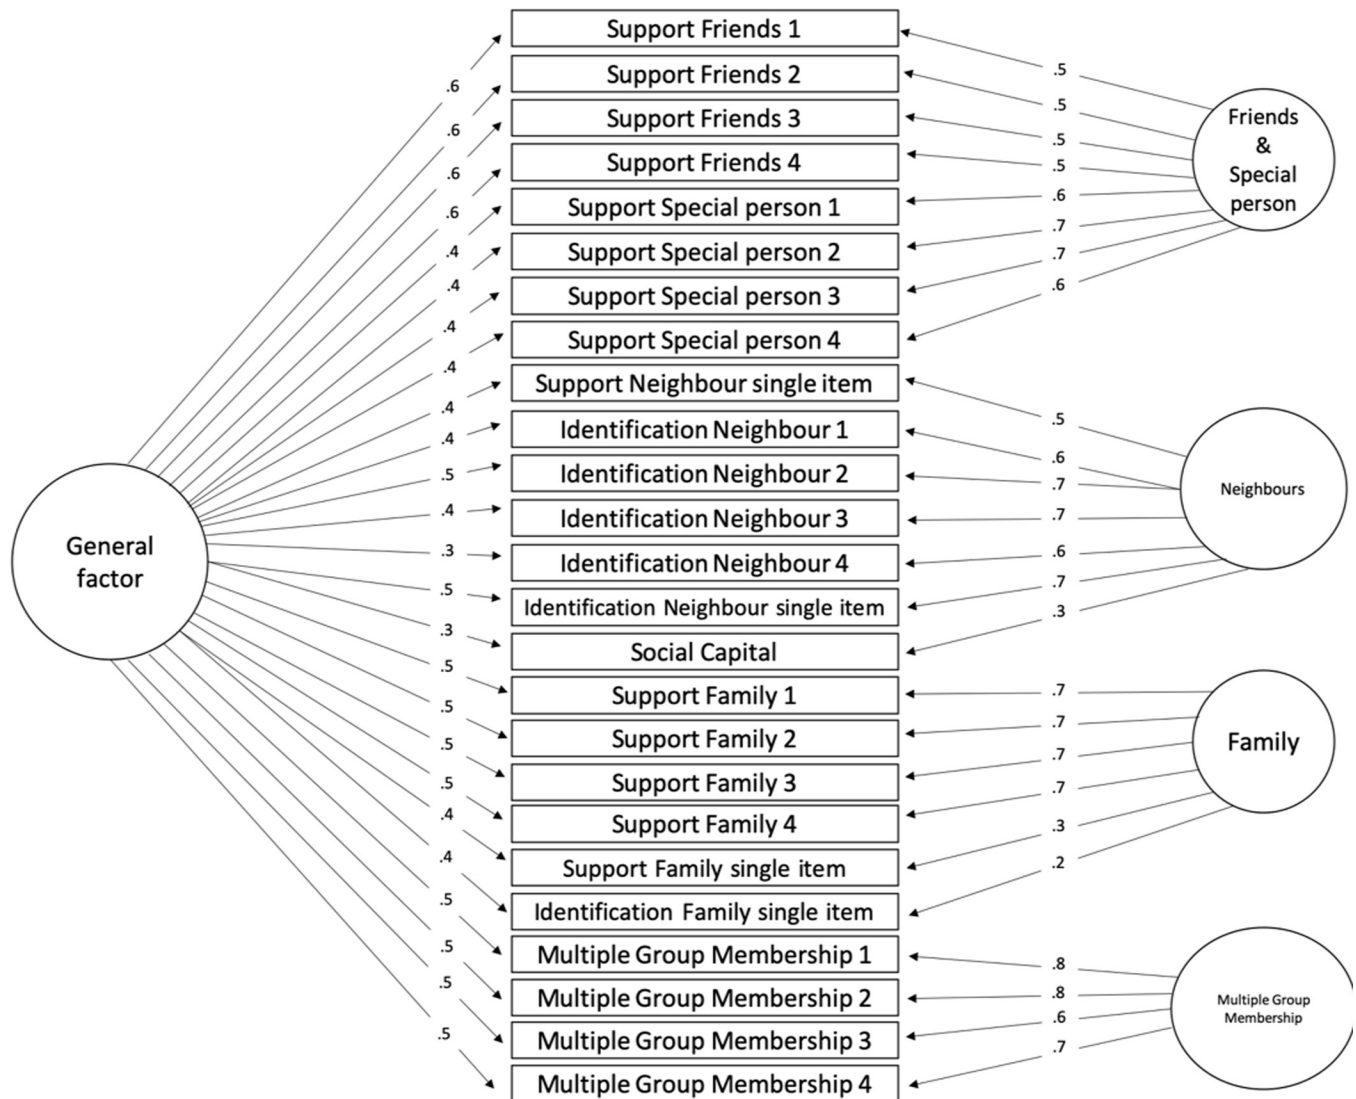 Support Friends 1
Support Friends 2
Support Friends 3
Support Friends 4
Support Special person 1
Support Special person 2
Support Special person 3
Support Special person 4
Support Neighbour single item
Identification Neighbour 1
Identification Neighbour 2
Identification Neighbour 3
Identification Neighbour 4
Identification Neighbour single item
Social Capital
Support Family 1
Support Family 2
Support Family 3
Support Family 4
Support Family single item
Identification Family single item
Multiple Group Membership 1
Multiple Group Membership 2
Multiple Group Membership 3
Multiple Group Membership 4
General
factor
.6
.6
.6
.6
.4
.4
.4
.4
.4
.4
.5
.4
.3
.5
.3
.5
.5
.5
.5
.4
.4
.5
.5
.5
.5
.5
.5
.5
.5
.6
.7
.7
.6
Friends
&
Special
person
.5
.6
.7
.7
.6
.7
.3
Neighbours
.7
.7
.7
.7
.3
.2
Family
.8
.8
.6
.7
Multiple Group
Membership